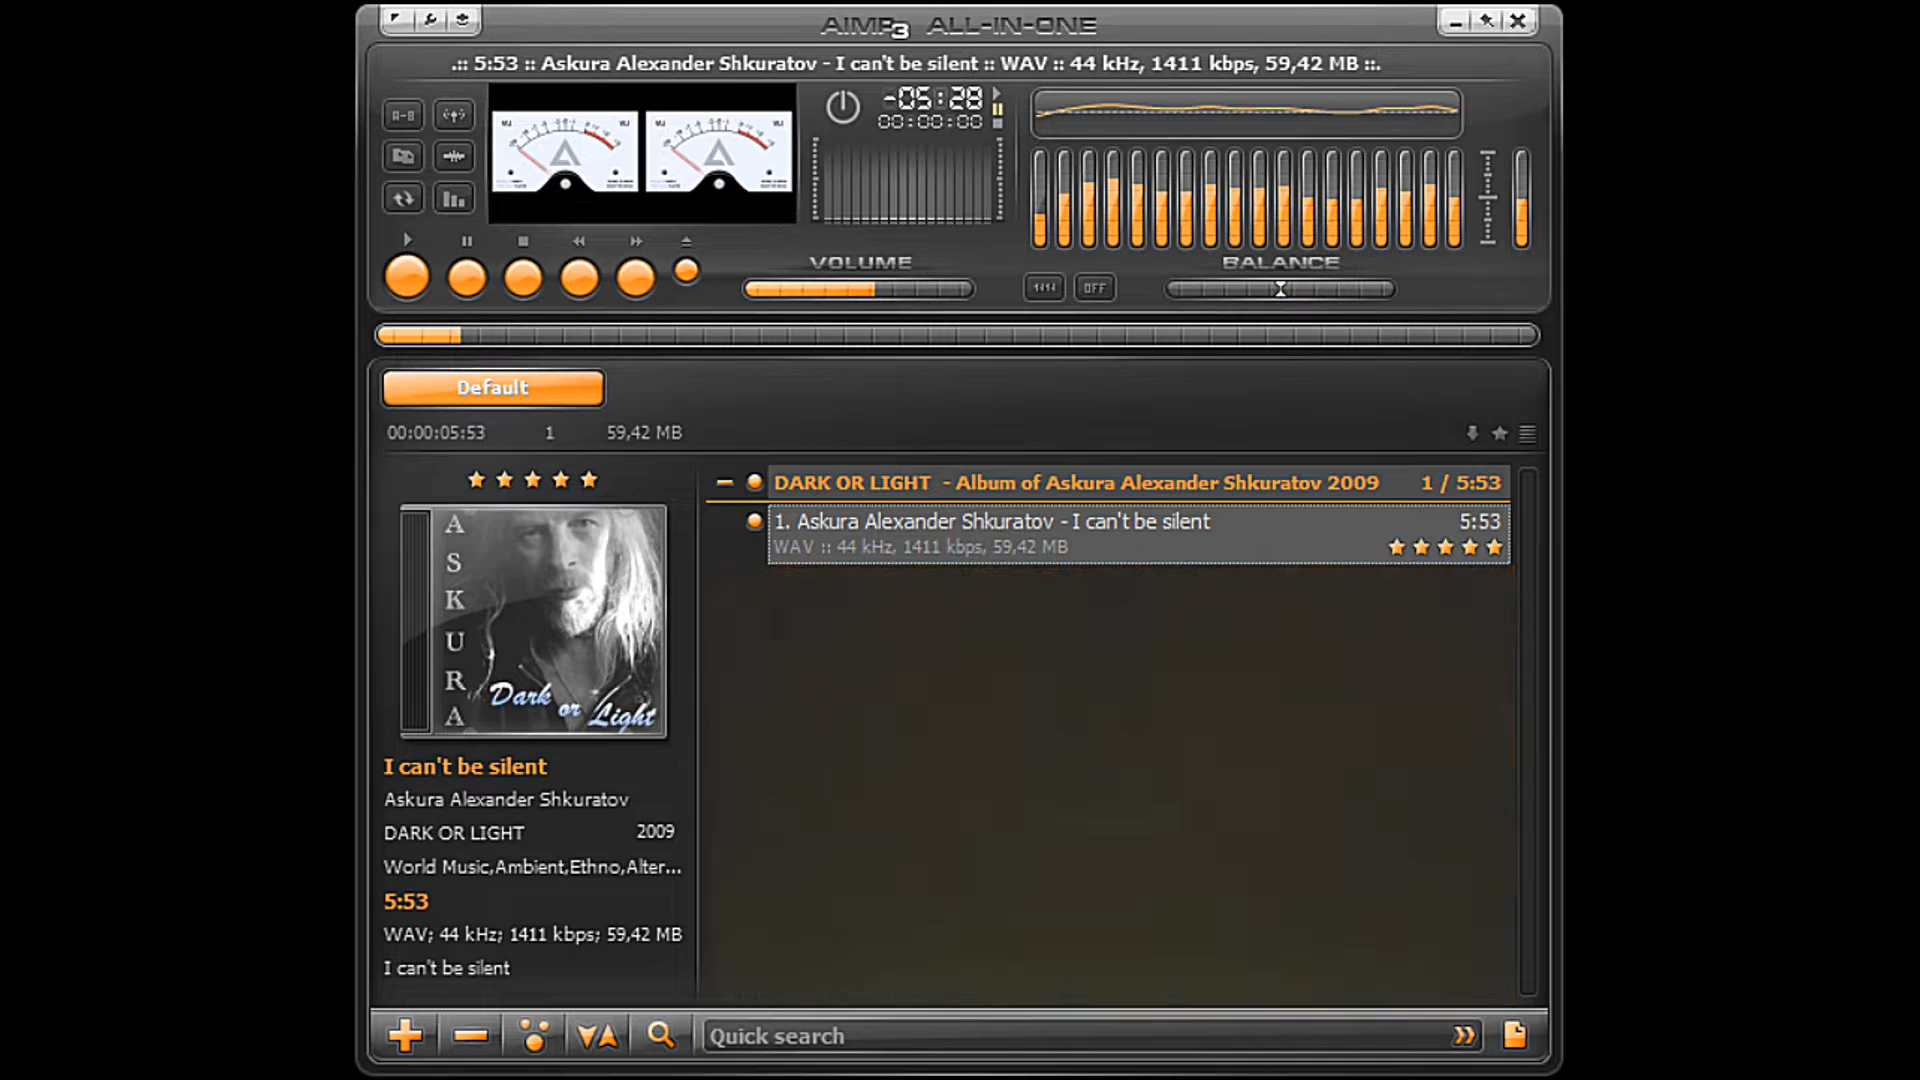 AIMP3 ALL-IN-ONE
.:: 5:53 :: Askura Alexander Shkuratov - I can't be silent :: WAV :: 44 kHz, 1411 kbps, 59,42 MB ::.
A-B
VU VU VU VU
-05:28
00:00:00
VOLUME
OFF
BALANCE
Default
00:00:05:53 1 59,42 MB
DARK OR LIGHT - Album of Askura Alexander Shkuratov 2009 1 / 5:53
1. Askura Alexander Shkuratov - I can't be silent 5:53
WAV :: 44 kHz, 1411 kbps, 59,42 MB
ASKURA
Dark or Light
I can't be silent
Askura Alexander Shkuratov
DARK OR LIGHT 2009
World Music,Ambient,Ethno,Alter...
5:53
WAV; 44 kHz; 1411 kbps; 59,42 MB
I can't be silent
Quick search